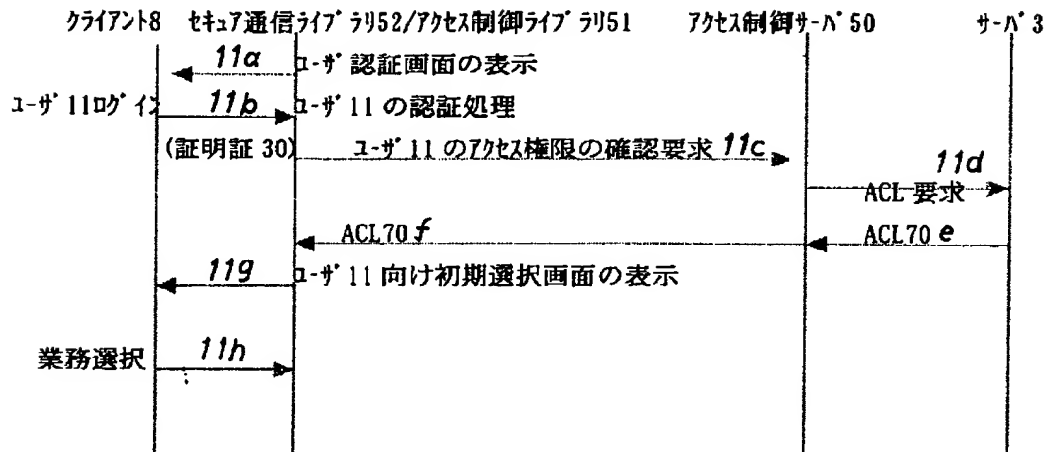 クライアント8 セキュア通信ライブラリ52/アクセス制御ライブラリ51 アクセス制御サーバ50 サーバ3
11a ユーザ認証画面の表示
ユーザ11ログイン 11b ユーザ11の認証処理
(証明証30) ユーザ11のアクセス権限の確認要求 11c
11d
ACL要求
ACL70 f ACL70 e
11g ユーザ11向け初期選択画面の表示
業務選択 11h